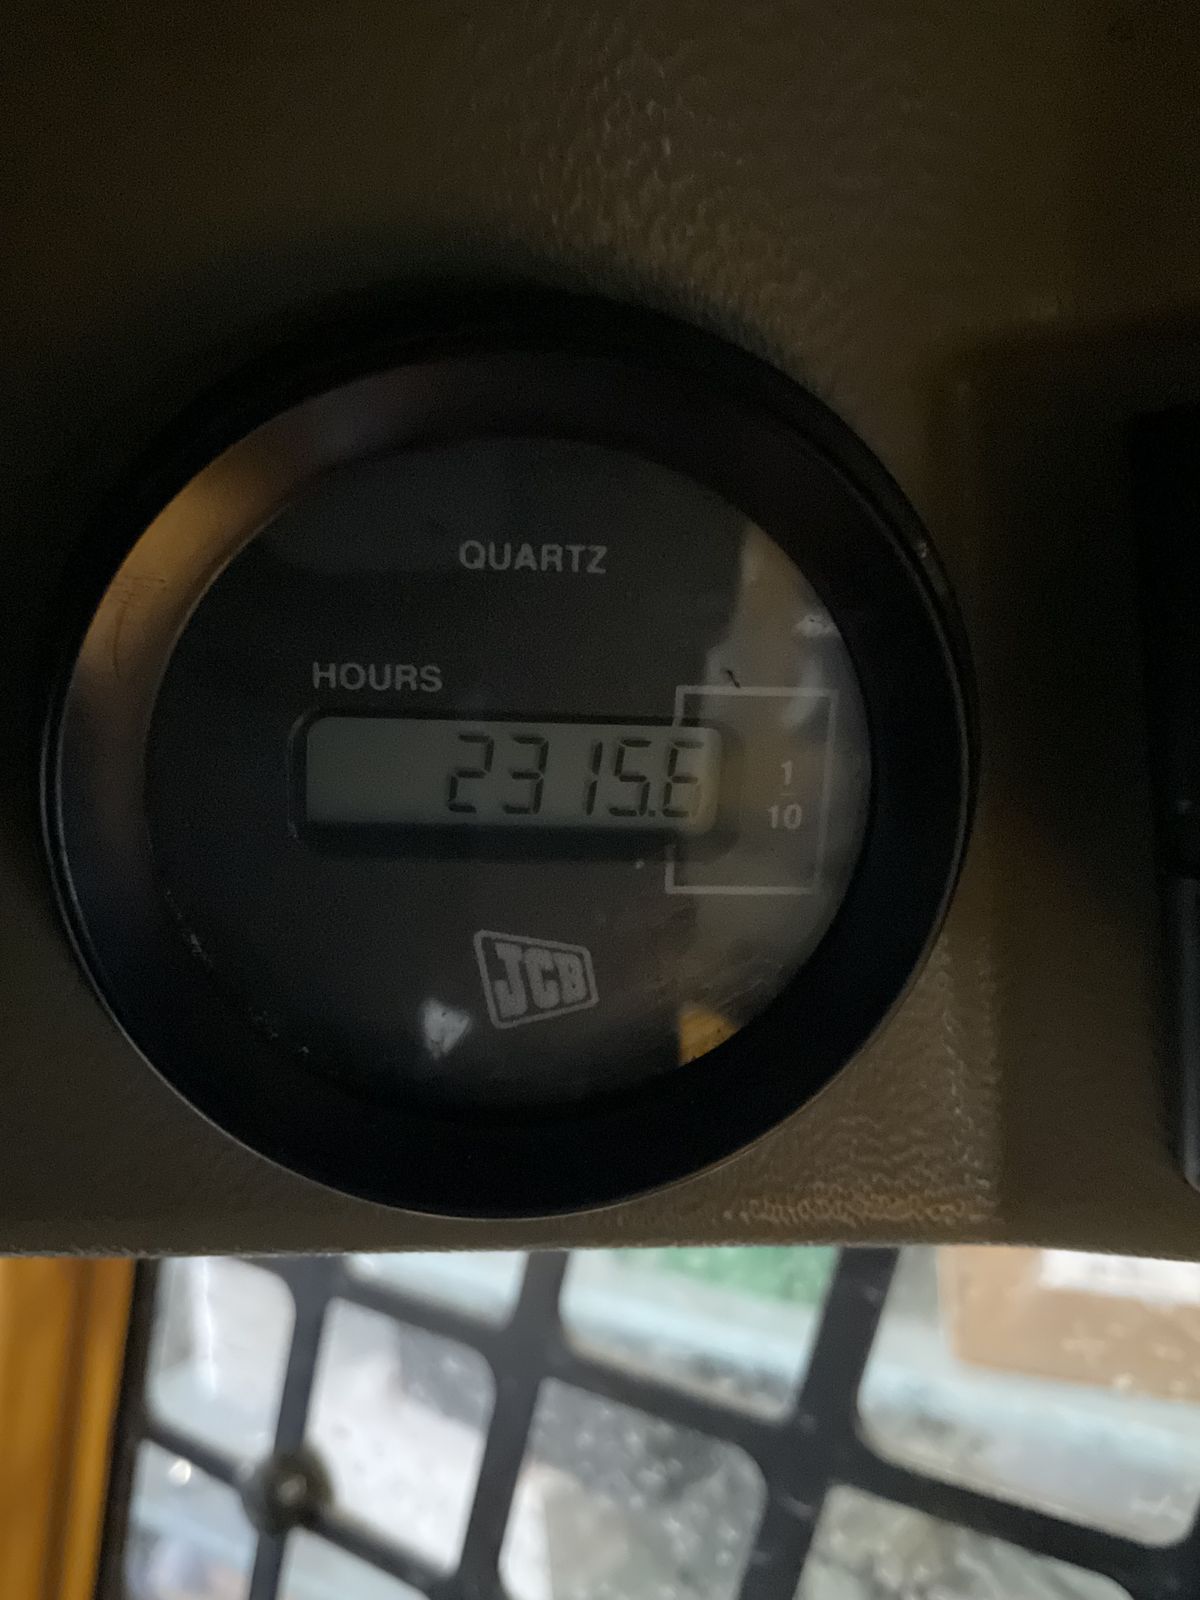 QUARTZ
HOURS
2315.6
1
10
JCB